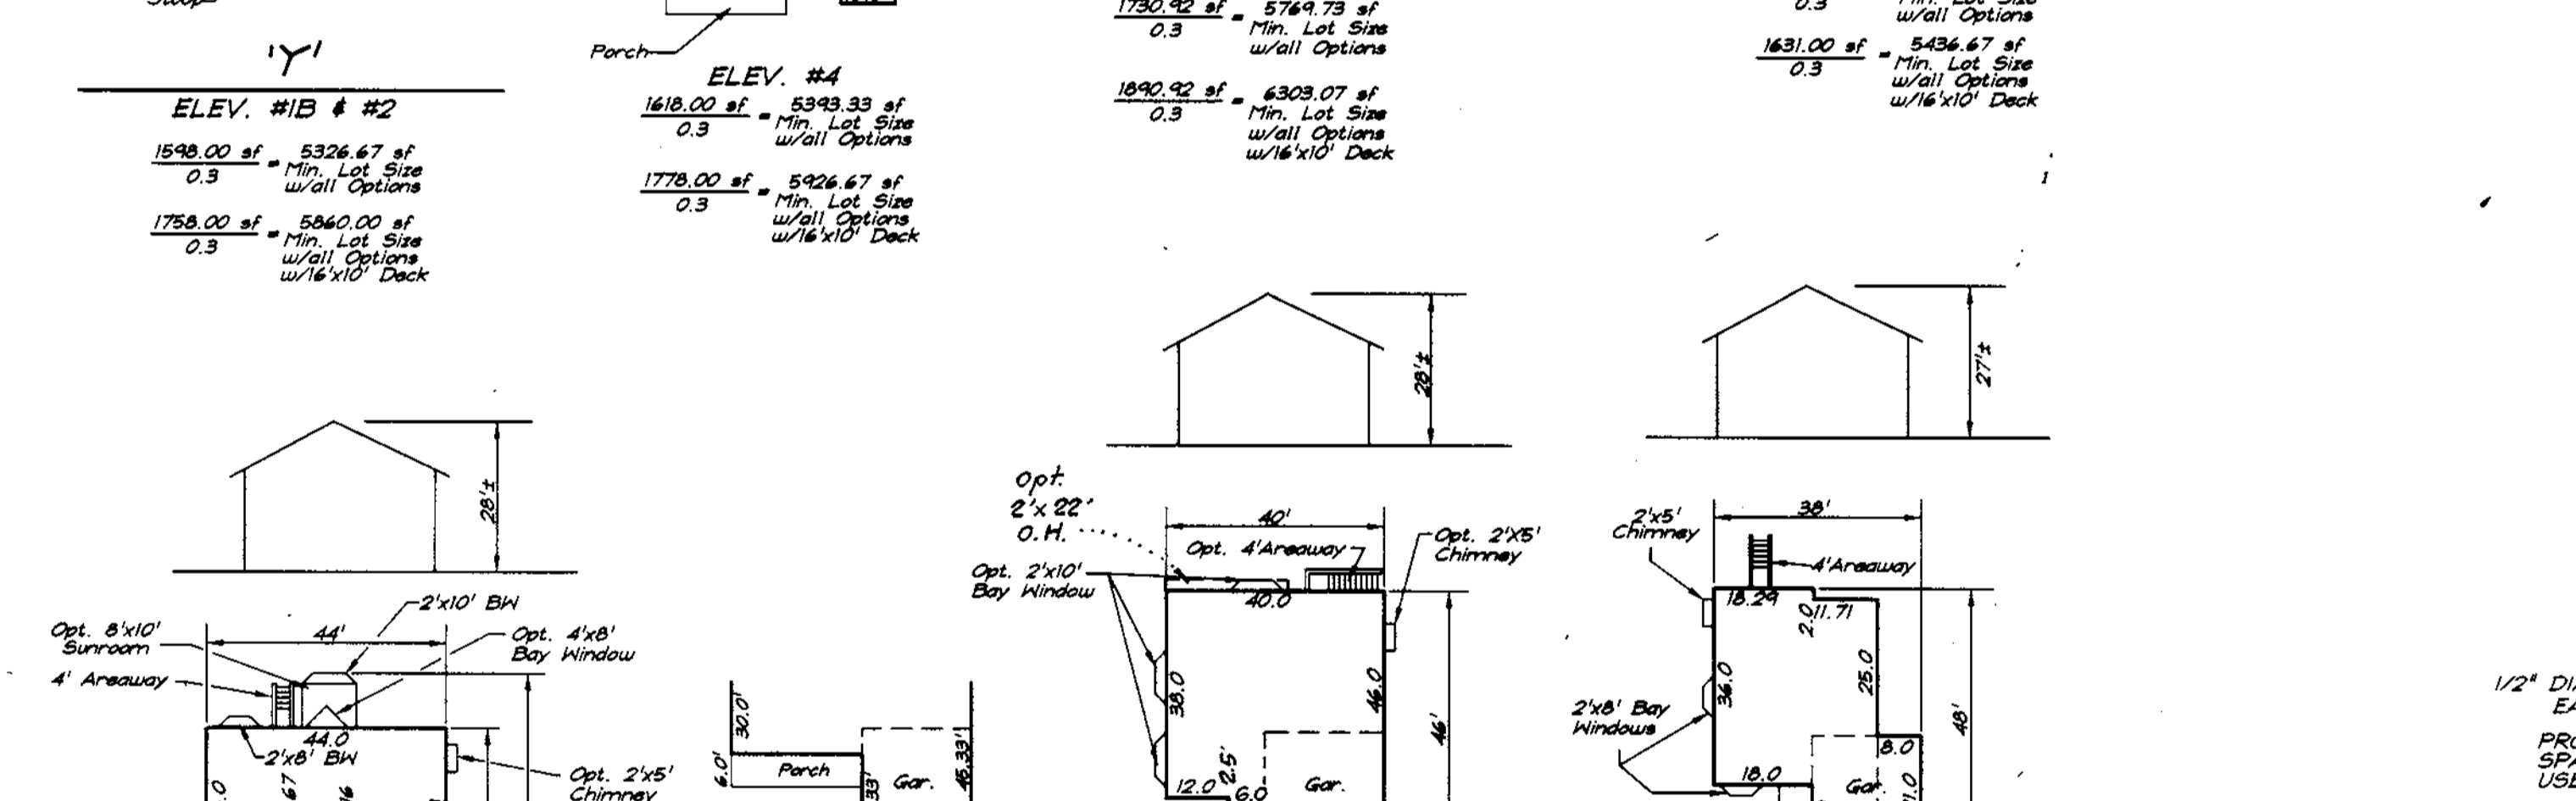 Porch
'Y'
ELEV. #1B & #2
1598.00 sf = 5326.67 sf
0.3 Min. Lot Size
w/all Options
1758.00 sf = 5860.00 sf
0.3 Min. Lot Size
w/all Options
w/16'x10' Deck
ELEV. #4
1618.00 sf = 5393.33 sf
0.3 Min. Lot Size
w/all Options
1778.00 sf = 5926.67 sf
0.3 Min. Lot Size
w/all Options
w/16'x10' Deck
1730.92 sf = 5769.73 sf
0.3 Min. Lot Size
w/all Options
1890.92 sf = 6303.07 sf
0.3 Min. Lot Size
w/all Options
w/16'x10' Deck
0.3 Min. Lot Size
w/all Options
1631.00 sf = 5436.67 sf
0.3 Min. Lot Size
w/all Options
w/16'x10' Deck
28'±
28'±
27'±
2'x10' BW
Opt. 8'x10'
Sunroom
44'
Opt. 4'x8'
Bay Window
4' Areaway
44.0
2'x8' BW
Opt. 2'x5'
Chimney
30.0'
6.0'
Porch
Gar.
45.33'
Opt.
2'x22'
O.H.
40'
Opt. 4'Areaway
Opt. 2'X5'
Chimney
Opt. 2'x10'
Bay Window
40.0
38.0
46.0
46'
12.0
2.5'
6.0
Gar.
2'x5'
Chimney
38'
4'Areaway
18.29
2.0
11.71
36.0
25.0
48'
2'x8' Bay
Windows
8.0
18.0
Gar.
1/2" DI